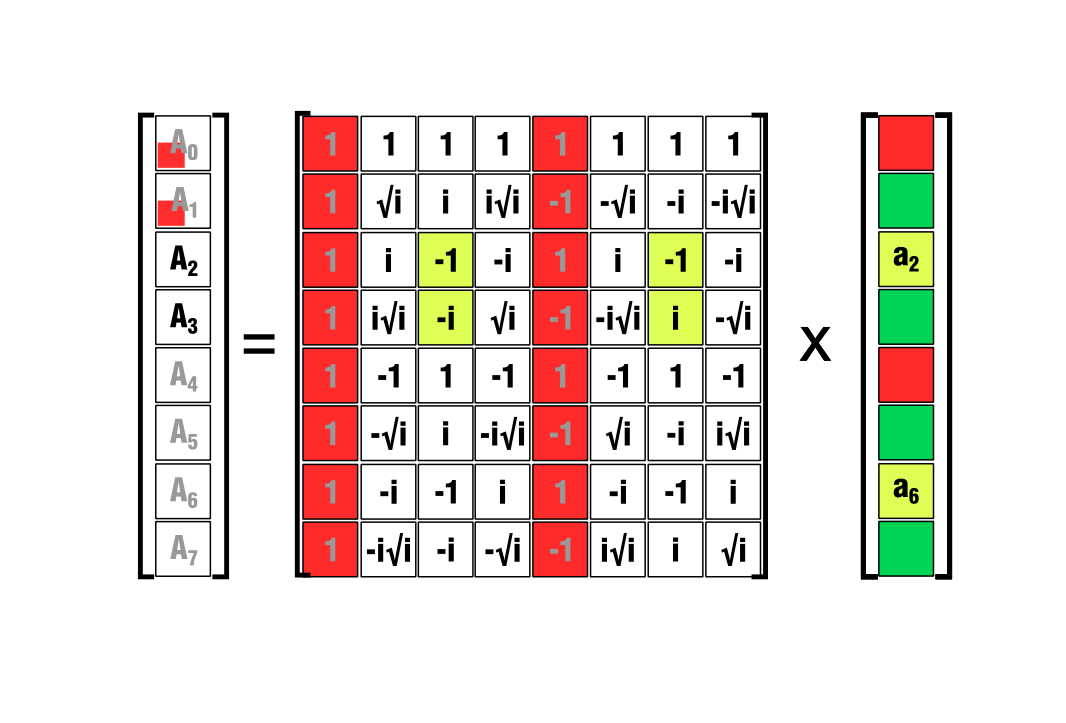 A0 1 1 1 1 1 1 1 1
A1 1 √i i i√i -1 -√i -i -i√i
A2 1 i -1 -i 1 i -1 -i a2
A3 1 i√i -i √i -1 -i√i i -√i
= x
A4 1 -1 1 -1 1 -1 1 -1
A5 1 -√i i -i√i -1 √i -i i√i
A6 1 -i -1 i 1 -i -1 i a6
A7 1 -i√i -i -√i -1 i√i i √i